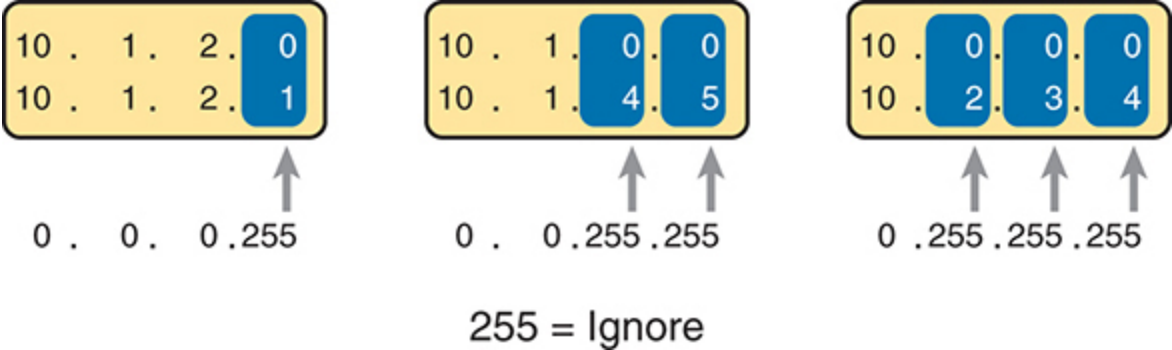 10 . 1 . 2 . 0
10 . 1 . 2 . 1
0 . 0 . 0 . 255
10 . 1 . 0 . 0
10 . 1 . 4 . 5
0 . 0 . 255 . 255
10 . 0 . 0 . 0
10 . 2 . 3 . 4
0 . 255 . 255 . 255
255 = Ignore